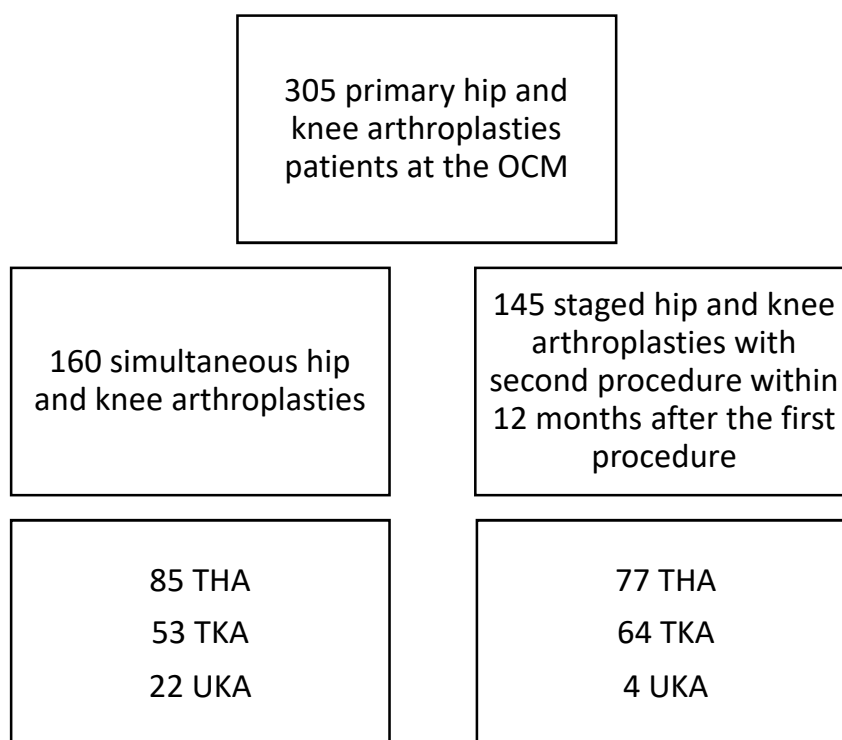 305 primary hip and
knee arthroplasties
patients at the OCM
160 simultaneous hip
and knee arthroplasties
145 staged hip and knee
arthroplasties with
second procedure within
12 months after the first
procedure
85 THA
53 TKA
22 UKA
77 THA
64 TKA
4 UKA